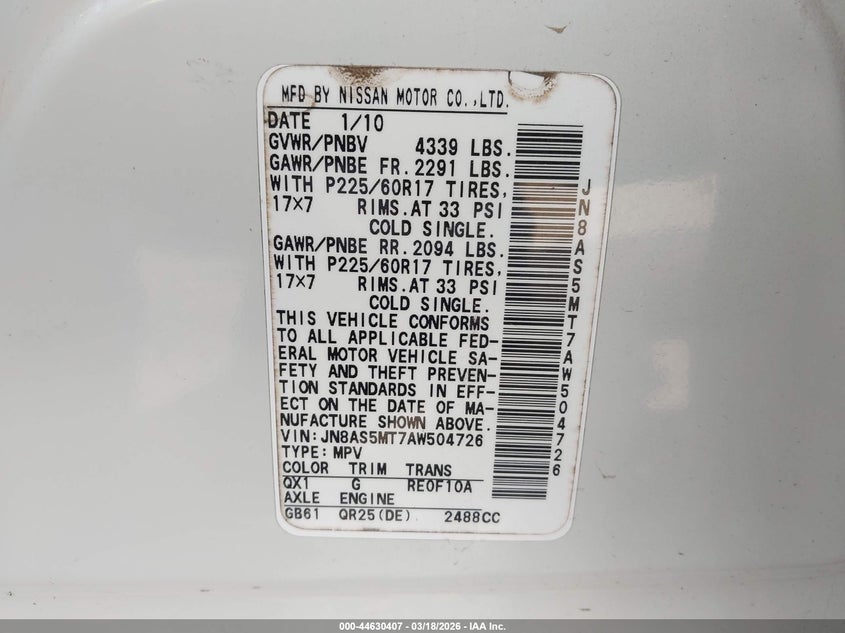 MFD BY NISSAN MOTOR CO.,LTD.
DATE 1/10
GVWR/PNBV 4339 LBS.
GAWR/PNBE FR. 2291 LBS.
WITH P225/60R17 TIRES,
17×7 RIMS.AT 33 PSI
COLD SINGLE.
GAWR/PNBE RR. 2094 LBS.
WITH P225/60R17 TIRES,
17×7 RIMS.AT 33 PSI
COLD SINGLE.
THIS VEHICLE CONFORMS
TO ALL APPLICABLE FED-
ERAL MOTOR VEHICLE SA-
FETY AND THEFT PREVEN-
TION STANDARDS IN EFF-
ECT ON THE DATE OF MA-
NUFACTURE SHOWN ABOVE.
VIN:JN8AS5MT7AW504726
TYPE:MPV
COLOR TRIM TRANS
QX1 G RE0F10A
AXLE ENGINE
GB61 QR25(DE) 2488CC
JN8AS5MT7AW504726
000-44630407 - 03/18/2026 - IAA Inc.